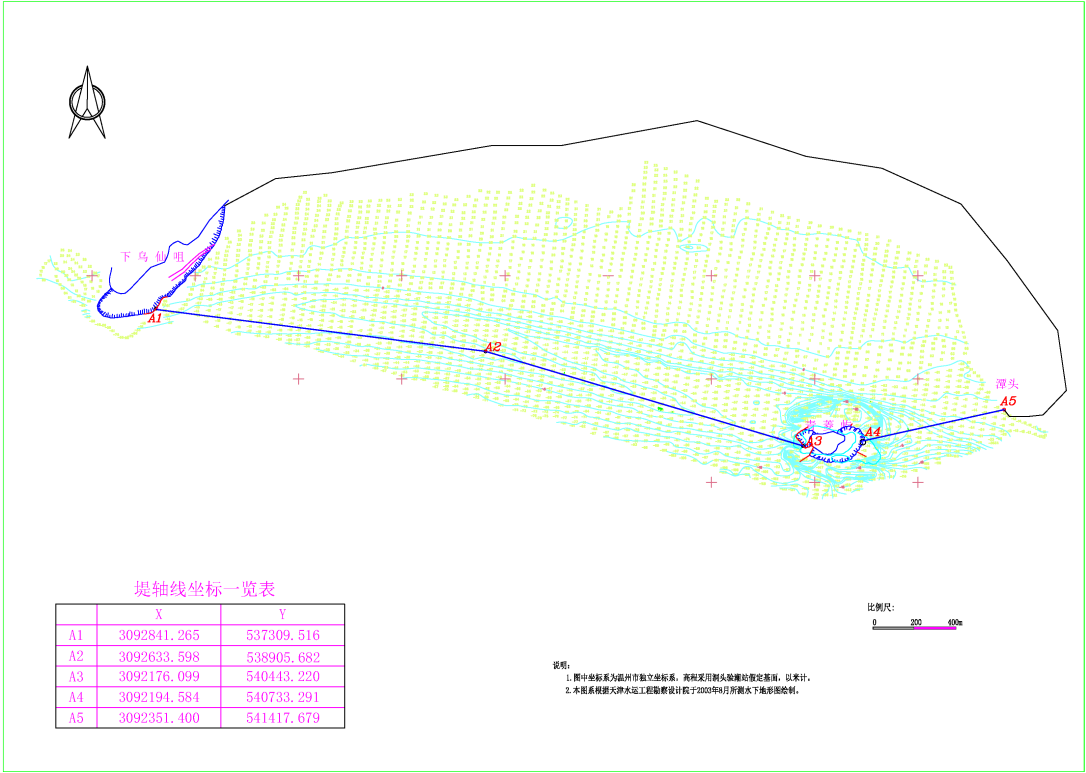 下乌仙咀
A1
A2
潭头
A5
A4
A3
堤轴线坐标一览表
X Y
A1 3092841.265 537309.516
A2 3092633.598 538905.682
A3 3092176.099 540443.220
A4 3092194.584 540733.291
A5 3092351.400 541417.679
比例尺:
0 200 400m
说明:
1.图中坐标系为温州市独立坐标系, 高程采用洞头验潮站假定基面, 以米计。
2.本图系根据天津水运工程勘察设计院于2003年8月所测水下地形图绘制。